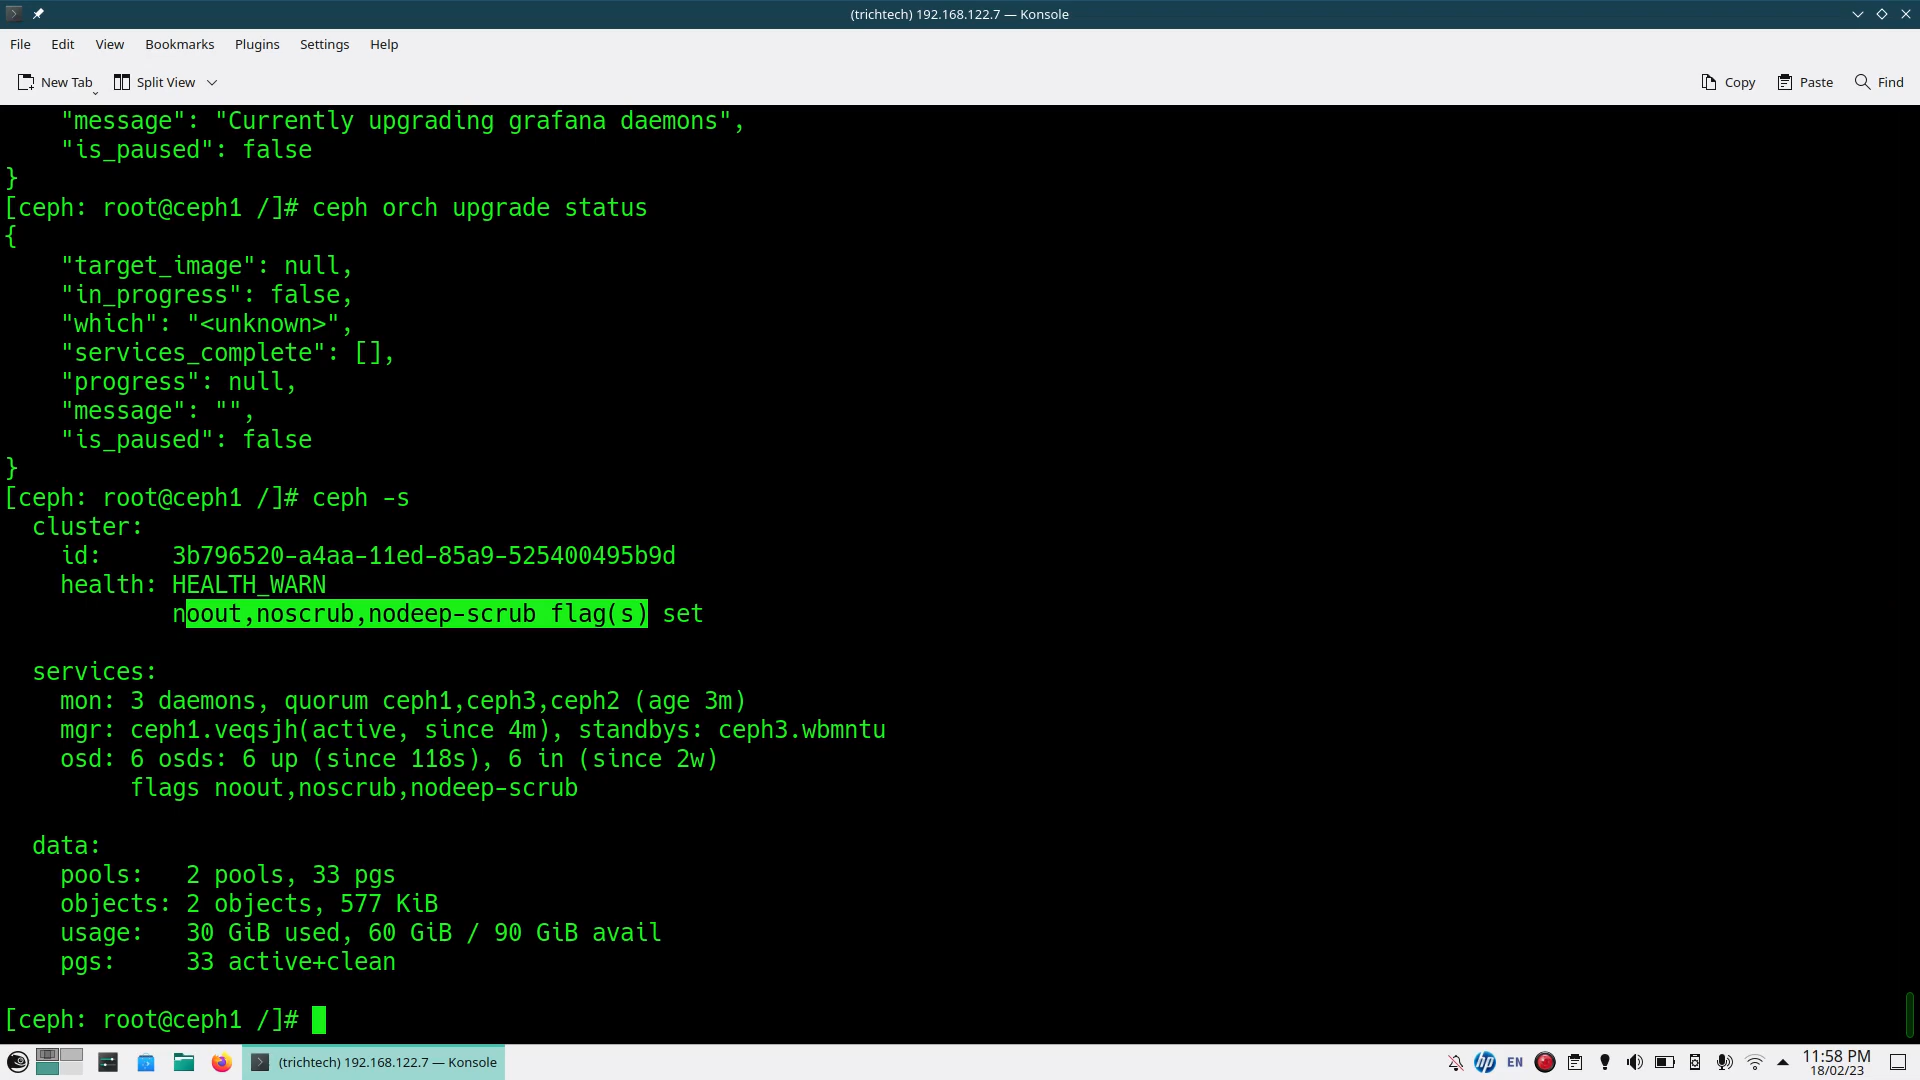 (trichtech) 192.168.122.7 — Konsole
File Edit View Bookmarks Plugins Settings Help
New Tab Split View Copy Paste Find
"message": "Currently upgrading grafana daemons",
"is_paused": false
}
[ceph: root@ceph1 /]# ceph orch upgrade status
{
"target_image": null,
"in_progress": false,
"which": "<unknown>",
"services_complete": [],
"progress": null,
"message": "",
"is_paused": false
}
[ceph: root@ceph1 /]# ceph -s
cluster:
id: 3b796520-a4aa-11ed-85a9-525400495b9d
health: HEALTH_WARN
noout,noscrub,nodeep-scrub flag(s) set
services:
mon: 3 daemons, quorum ceph1,ceph3,ceph2 (age 3m)
mgr: ceph1.veqsjh(active, since 4m), standbys: ceph3.wbmntu
osd: 6 osds: 6 up (since 118s), 6 in (since 2w)
flags noout,noscrub,nodeep-scrub
data:
pools: 2 pools, 33 pgs
objects: 2 objects, 577 KiB
usage: 30 GiB used, 60 GiB / 90 GiB avail
pgs: 33 active+clean
[ceph: root@ceph1 /]#
(trichtech) 192.168.122.7 — Konsole hp EN 11:58 PM
18/02/23